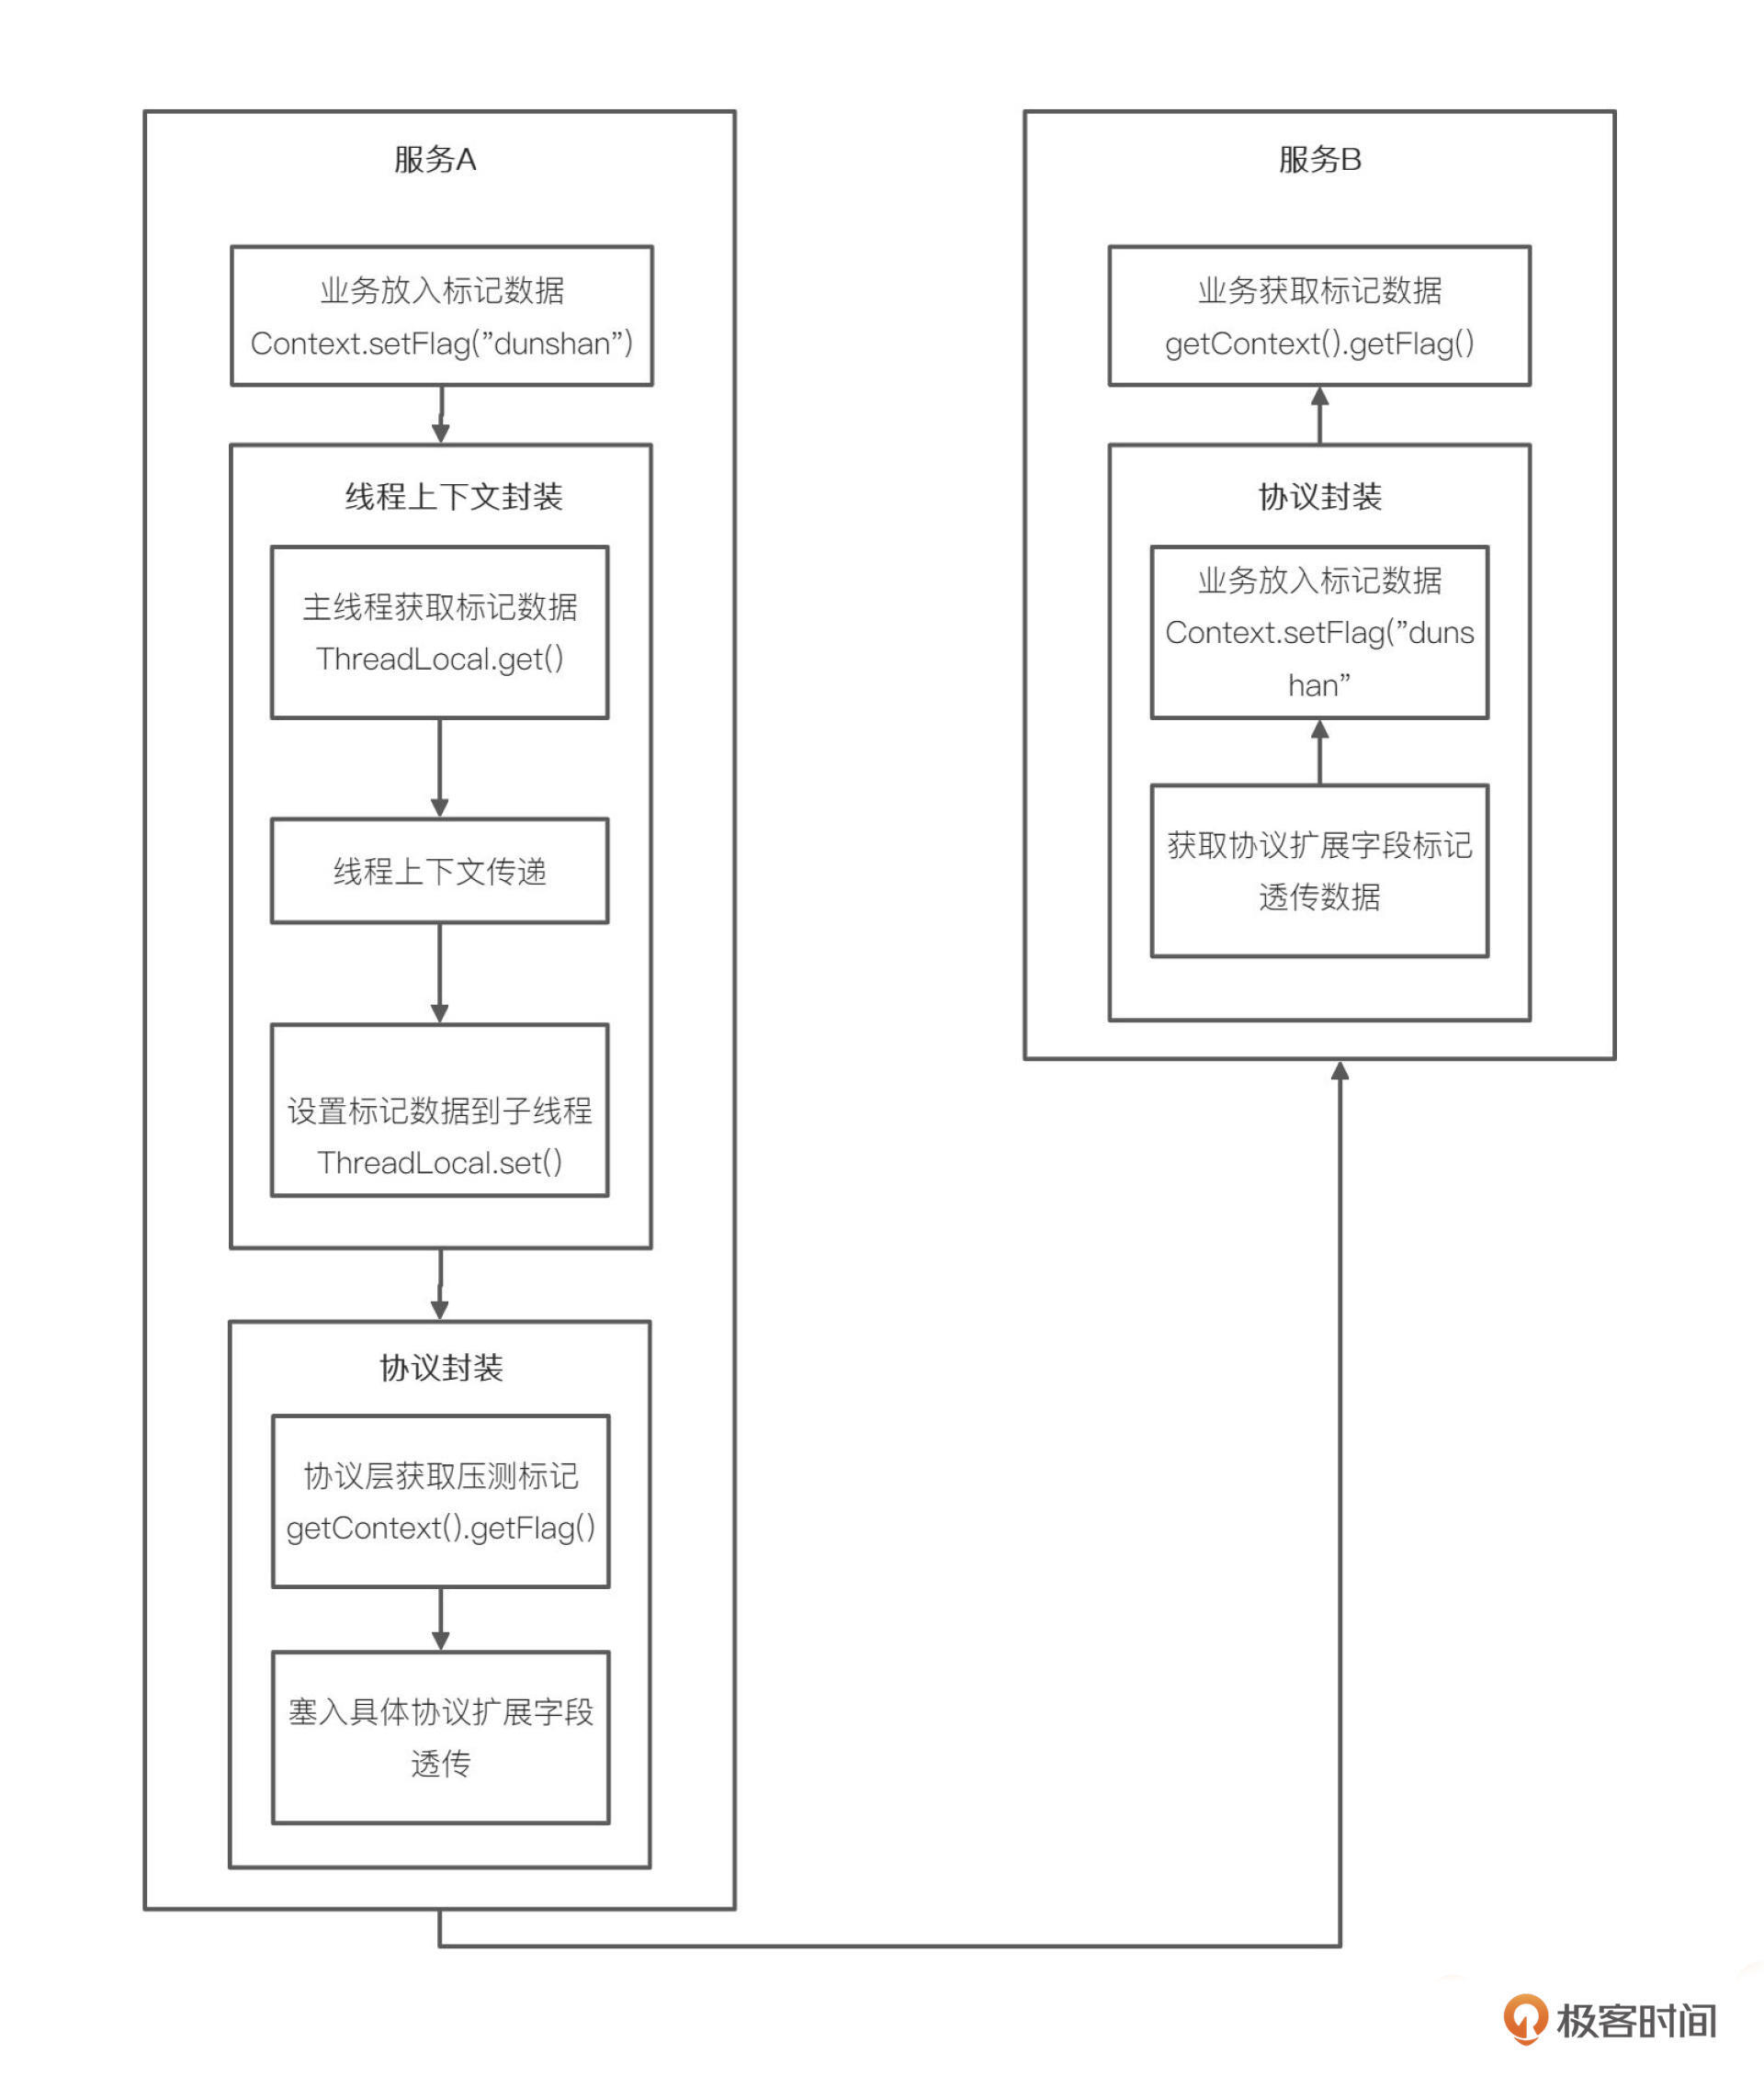 服务A
业务放入标记数据
Context.setFlag(”dunshan”)
线程上下文封装
主线程获取标记数据
ThreadLocal.get()
线程上下文传递
设置标记数据到子线程
ThreadLocal.set()
协议封装
协议层获取压测标记
getContext().getFlag()
塞入具体协议扩展字段
透传
服务B
业务获取标记数据
getContext().getFlag()
协议封装
业务放入标记数据
Context.setFlag(”duns
han”
获取协议扩展字段标记
透传数据
极客时间